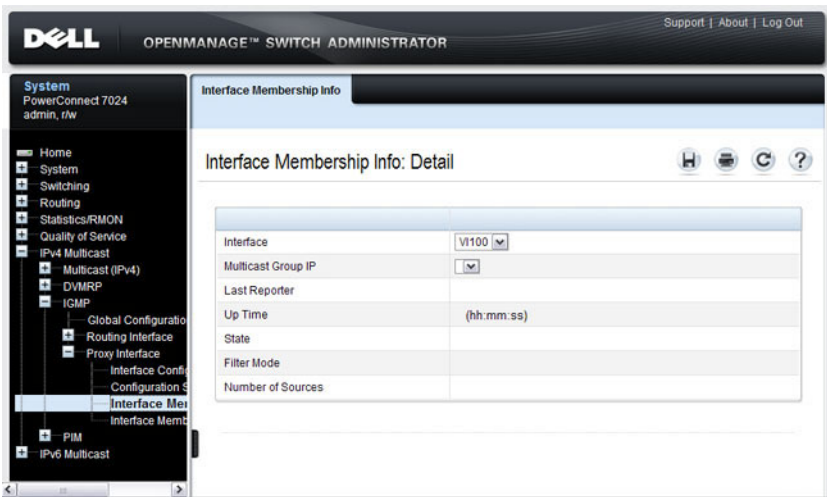 Support | About | Log Out
DELL
OPENMANAGE™ SWITCH ADMINISTRATOR
System
PowerConnect 7024
admin, r/w
Interface Membership Info
Home
System
Switching
Routing
Statistics/RMON
Quality of Service
IPv4 Multicast
Multicast (IPv4)
DVMRP
IGMP
Global Configuratio
Routing Interface
Proxy Interface
Interface Config
Configuration S
Interface Mem
Interface Memb
PIM
IPv6 Multicast
Interface Membership Info: Detail
Interface
Vl100
Multicast Group IP
Last Reporter
Up Time
(hh:mm:ss)
State
Filter Mode
Number of Sources